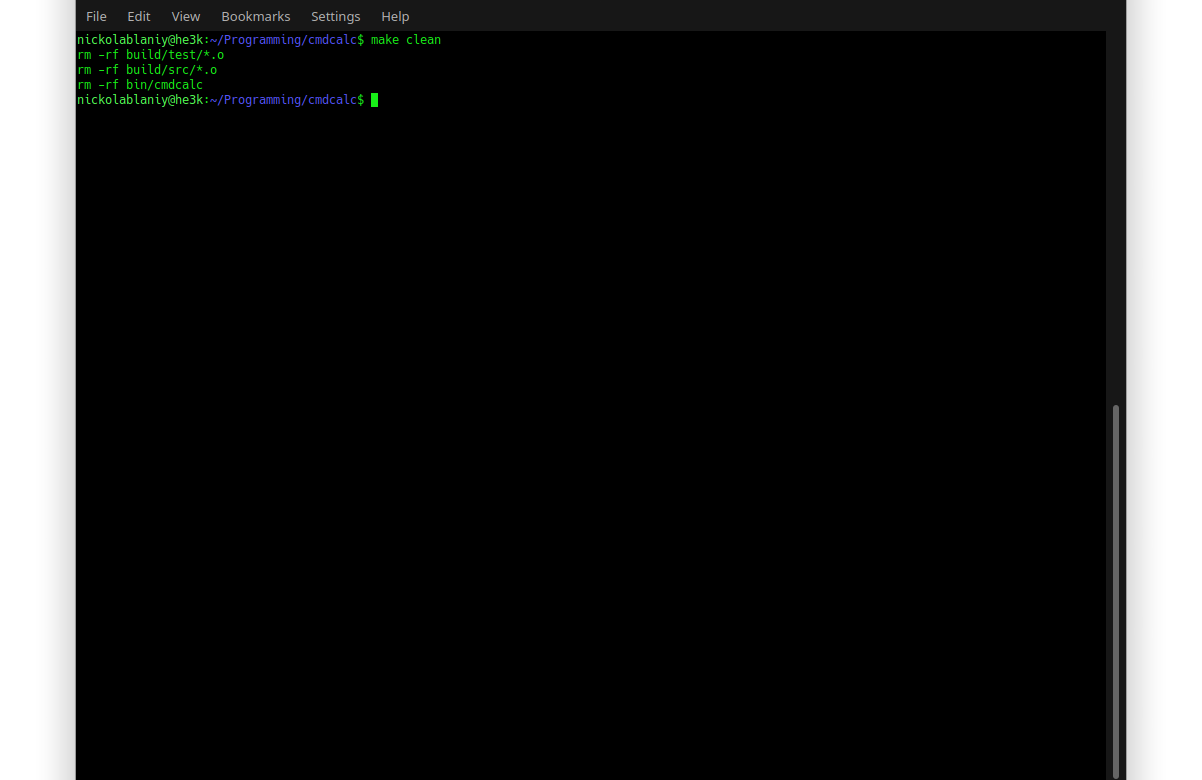 File Edit View Bookmarks Settings Help
nickolablaniy@he3k:~/Programming/cmdcalc$ make clean
rm -rf build/test/*.o
rm -rf build/src/*.o
rm -rf bin/cmdcalc
nickolablaniy@he3k:~/Programming/cmdcalc$